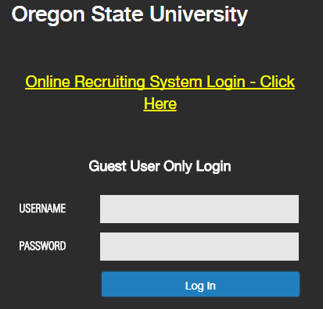 Oregon State University
Online Recruiting System Login - Click
Here
Guest User Only Login
USERNAME
PASSWORD
Log In